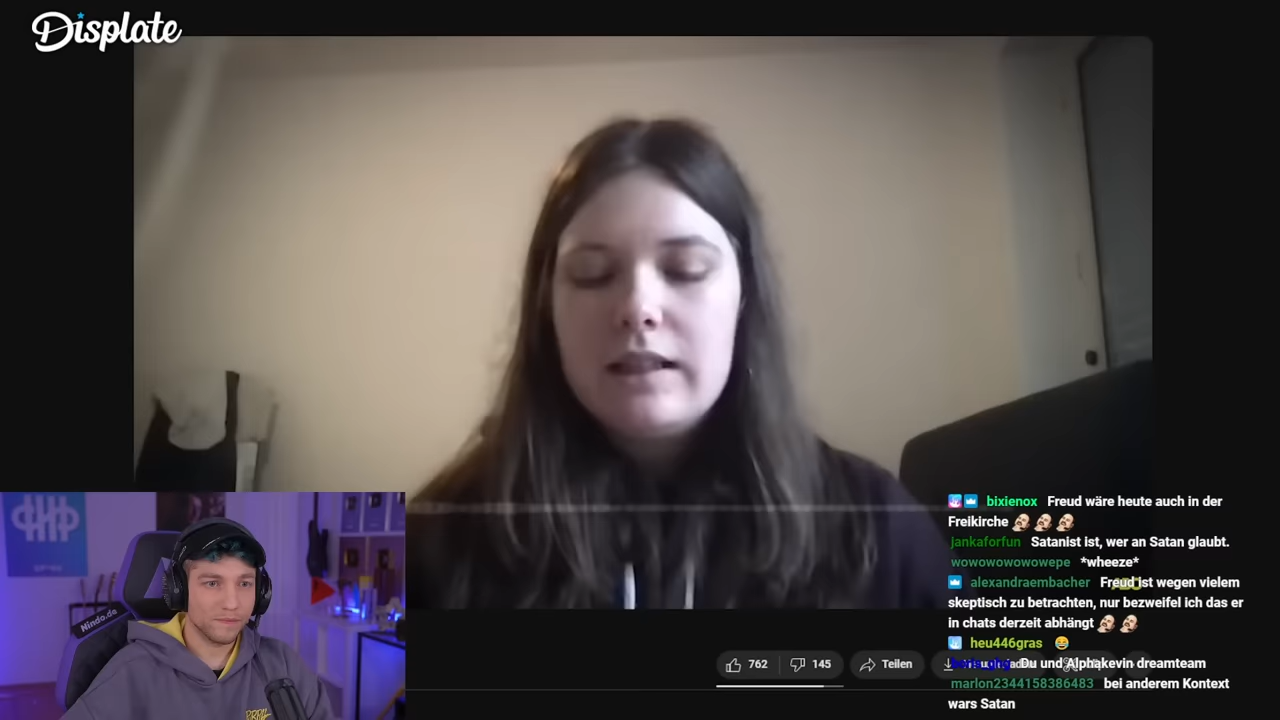 Displate
Nindo.de
bixienox Freud wäre heute auch in der
Freikirche
jankaforfun Satanist ist, wer an Satan glaubt.
wowowowowowepe *wheeze*
alexandraembacher Freud ist wegen vielem
skeptisch zu betrachten, nur bezweifel ich das er
in chats derzeit abhängt
heu446gras
762 145 Teilen
Du und Alphakevin dreamteam
marlon2344158386483 bei anderem Kontext
wars Satan